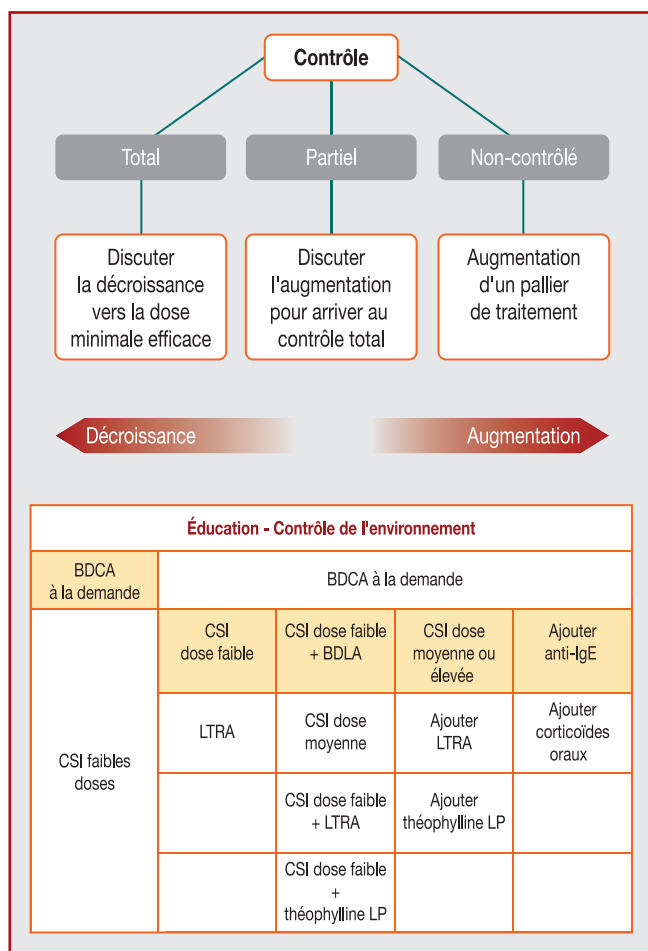 Contrôle
Total
Partiel
Non-contrôlé
Discuter
la décroissance
vers la dose
minimale efficace
Discuter
l'augmentation
pour arriver au
contrôle total
Augmentation
d'un pallier
de traitement
Décroissance
Augmentation
Éducation - Contrôle de l'environnement
BDCA
à la demande
BDCA à la demande
CSI faibles
doses
CSI
dose faible
CSI dose faible
+ BDLA
CSI dose
moyenne ou
élevée
Ajouter
anti-IgE
LTRA
CSI dose
moyenne
Ajouter
LTRA
Ajouter
corticoïdes
oraux
CSI dose faible
+ LTRA
Ajouter
théophylline LP
CSI dose faible
+
théophylline LP